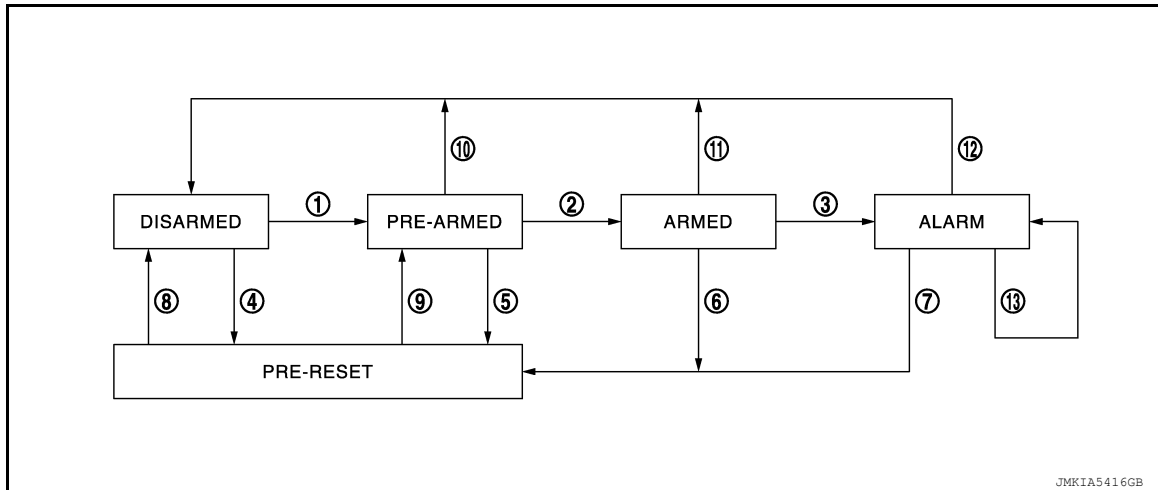 ⑩ ⑪ ⑫
DISARMED ① PRE-ARMED ② ARMED ③ ALARM
⑧ ④ ⑨ ⑤ ⑥ ⑦ ⑬
PRE-RESET
JMKIA5416GB